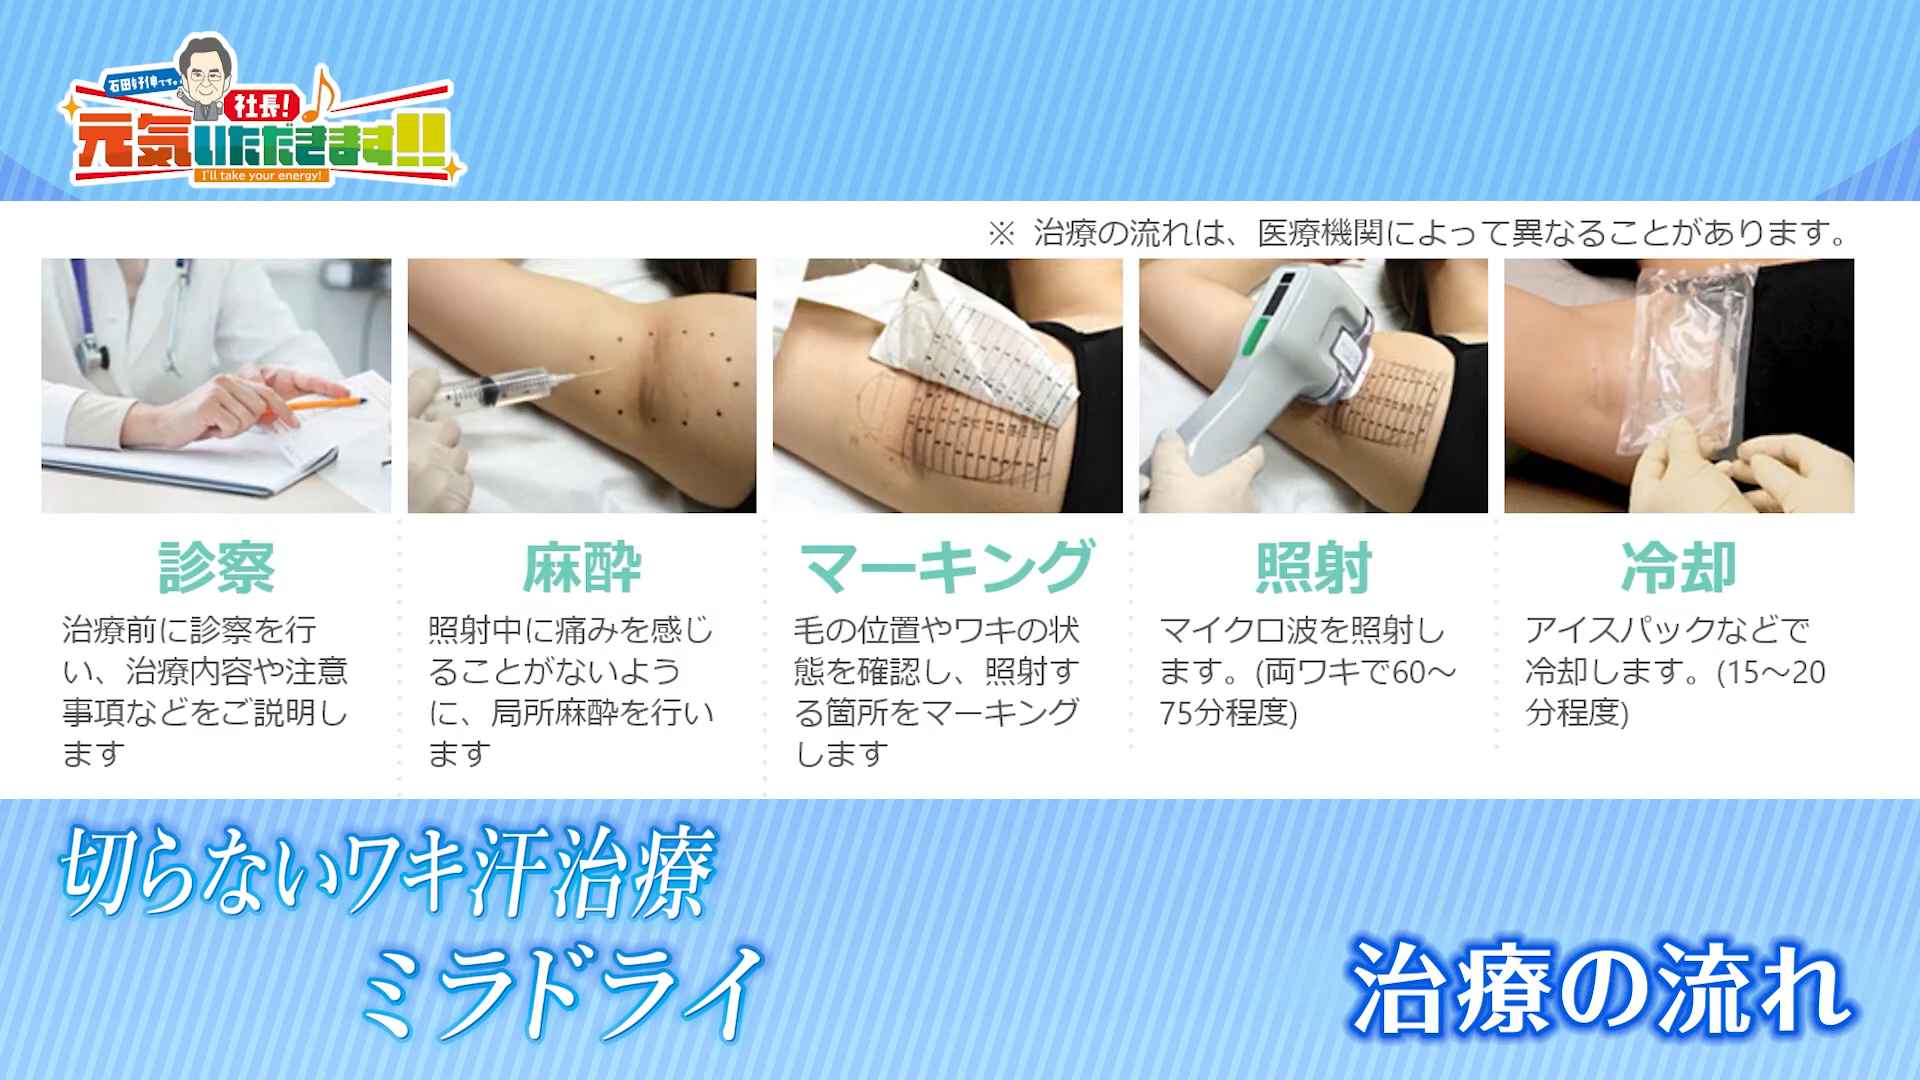 石田好伸です。
社長!
元気いただきます!!
I'll take your energy!
※ 治療の流れは、医療機関によって異なることがあります。
診察
治療前に診察を行
い、治療内容や注意
事項などをご説明し
ます
麻酔
照射中に痛みを感じ
ることがないよう
に、局所麻酔を行い
ます
マーキング
毛の位置やワキの状
態を確認し、照射す
る箇所をマーキング
します
照射
マイクロ波を照射し
ます。(両ワキで60～
75分程度)
冷却
アイスパックなどで
冷却します。(15～20
分程度)
切らないワキ汗治療
ミラドライ
治療の流れ